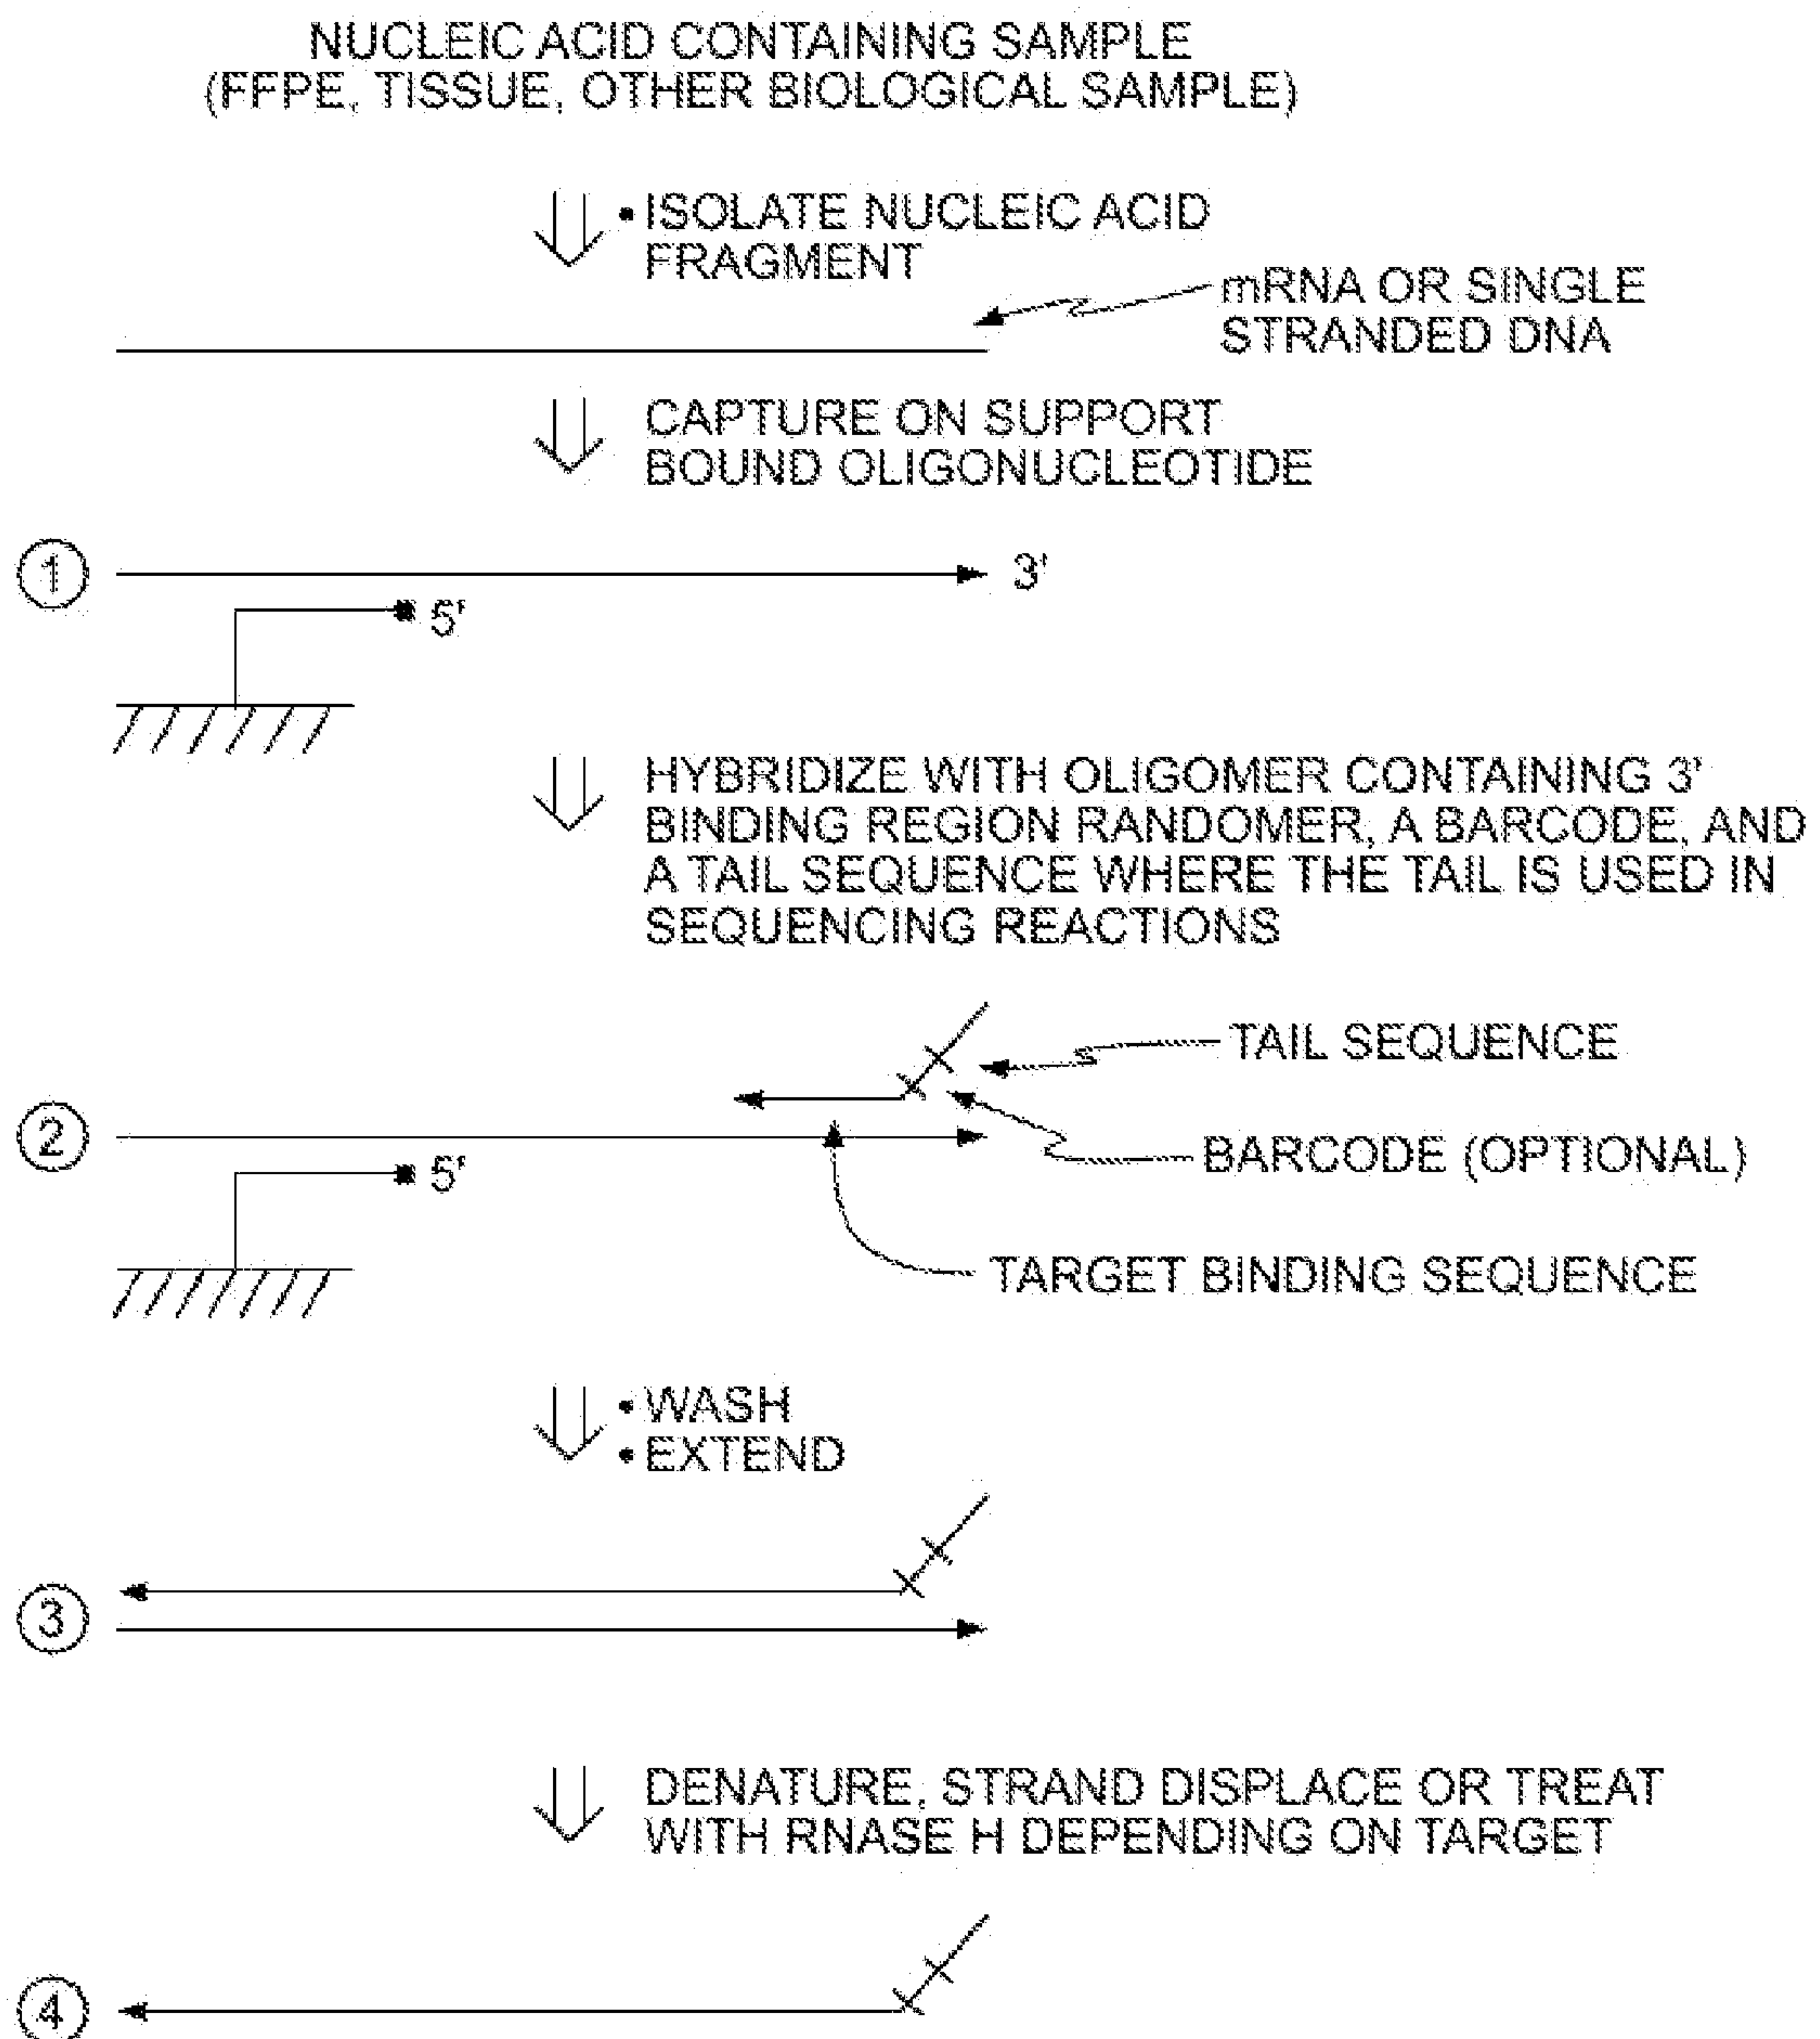 NUCLEIC ACID CONTAINING SAMPLE
(FFPE, TISSUE, OTHER BIOLOGICAL SAMPLE)
• ISOLATE NUCLEIC ACID
FRAGMENT
mRNA OR SINGLE
STRANDED DNA
CAPTURE ON SUPPORT
BOUND OLIGONUCLEOTIDE
1
3'
5'
HYBRIDIZE WITH OLIGOMER CONTAINING 3'
BINDING REGION RANDOMER, A BARCODE, AND
A TAIL SEQUENCE WHERE THE TAIL IS USED IN
SEQUENCING REACTIONS
TAIL SEQUENCE
2
BARCODE (OPTIONAL)
5'
TARGET BINDING SEQUENCE
• WASH
• EXTEND
3
DENATURE, STRAND DISPLACE OR TREAT
WITH RNASE H DEPENDING ON TARGET
4